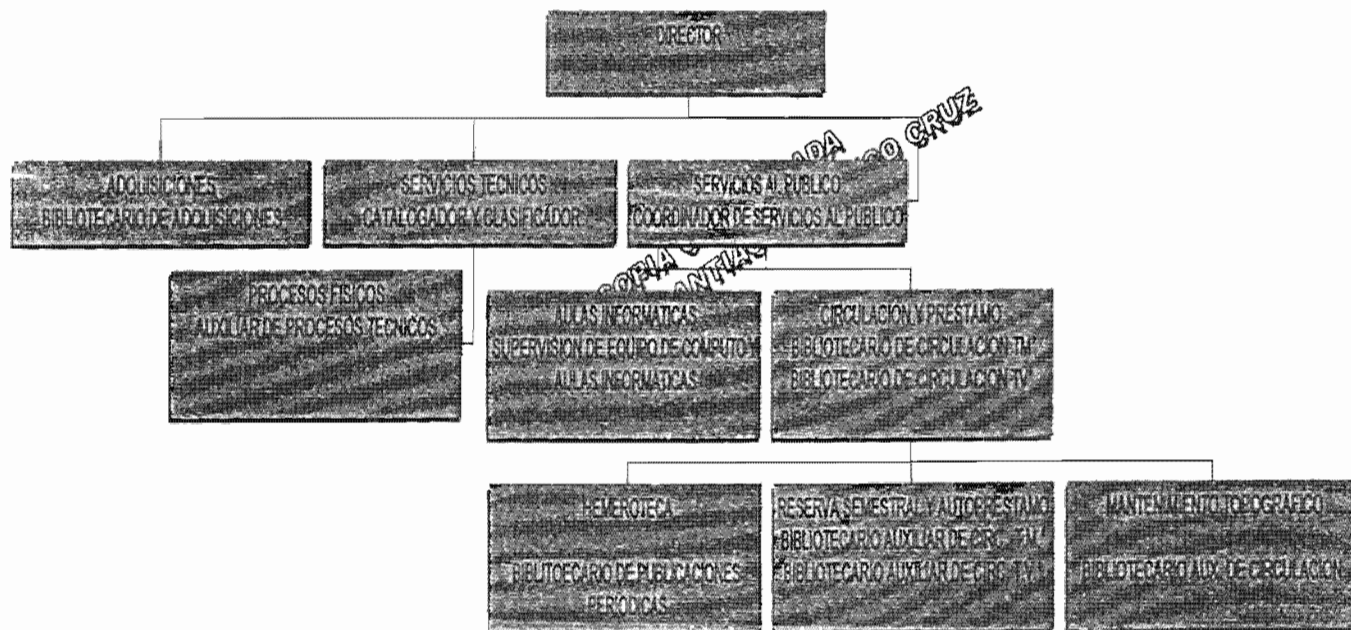 DIRECTOR
ADQUISICIONES
BIBLIOTECARIO DE ADQUISICIONES
SERVICIOS TECNICOS
CATALOGADOR Y CLASIFICADOR
SERVICIOS AL PUBLICO
COORDINADOR DE SERVICIOS AL PUBLICO
PROCESOS FISICOS
AUXILIAR DE PROCESOS TECNICOS
AULAS INFORMATICAS
SUPERVISION DE EQUIPO DE COMPUTO Y
AULAS INFORMATICAS
CIRCULACION Y PRESTAMO
BIBLIOTECARIO DE CIRCULACION TM
BIBLIOTECARIO DE CIRCULACION TV
HEMEROTECA
BIBLITOECARIO DE PUBLICACIONES
PERIODICAS
RESERVA SEMESTRAL Y AUTOPRESTAMO
BIBLIOTECARIO AUXILIAR DE CIRC. T.M.
BIBLIOTECARIO AUXILIAR DE CIRC. T.V.
MANTENIMIENTO TOPOGRAFICO
BIBLIOTECARIO AUX. DE CIRCULACION
COPIA
CRUZ